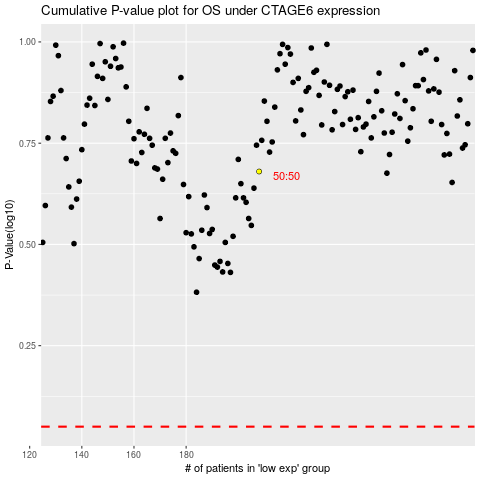 Cumulative P-value plot for OS under CTAGE6 expression
P-Value(log10)
1.00
0.75
0.50
0.25
50:50
120 140 160 180
# of patients in 'low exp' group